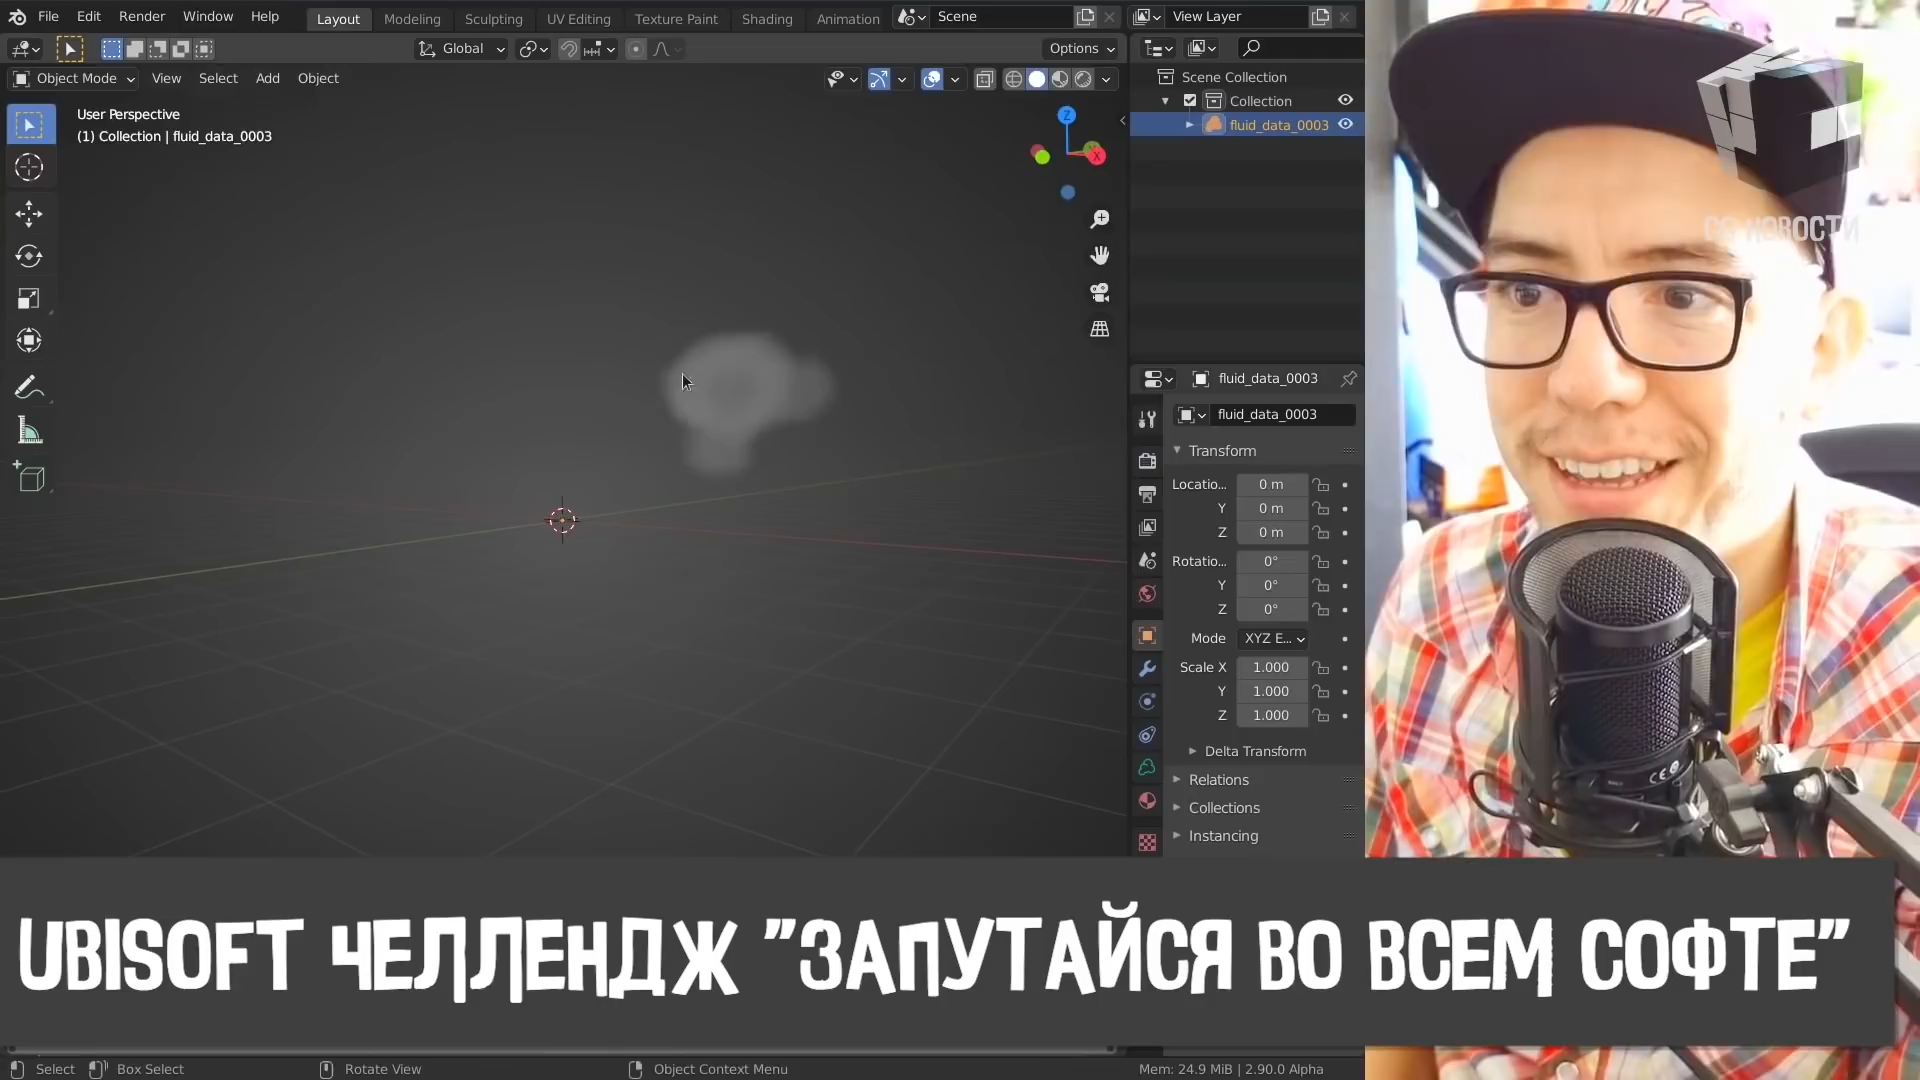 File Edit Render Window Help
Layout Modeling Sculpting UV Editing Texture Paint Shading Animation
Scene
View Layer
Global
Options
Object Mode View Select Add Object
User Perspective
(1) Collection | fluid_data_0003
Z
X
Scene Collection
Collection
fluid_data_0003
fluid_data_0003
fluid_data_0003
Transform
Locatio... 0 m
Y 0 m
Z 0 m
Rotatio... 0°
Y 0°
Z 0°
Mode XYZ E...
Scale X 1.000
Y 1.000
Z 1.000
Delta Transform
Relations
Collections
Instancing
CG НОВОСТИ
UBISOFT ЧЕЛЛЕНДЖ "ЗАПУТАЙСЯ ВО ВСЕМ СОФТЕ"
Select Box Select Rotate View Object Context Menu Mem: 24.9 MiB | 2.90.0 Alpha